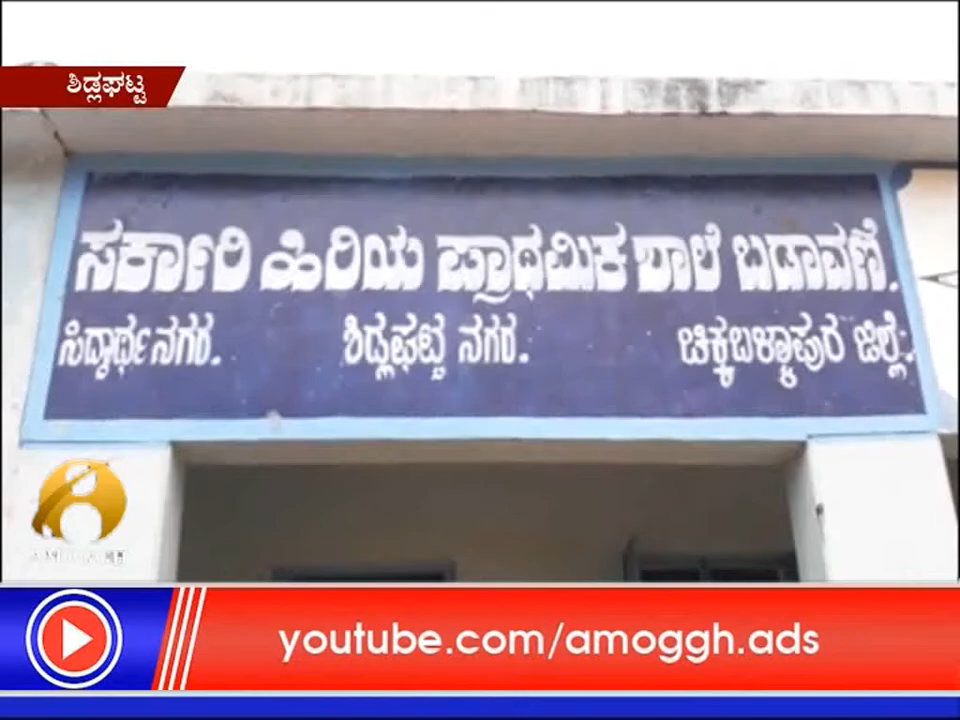 ಶಿಡ್ಲಘಟ್ಟ
ಸರ್ಕಾರಿ ಹಿರಿಯ ಪ್ರಾಥಮಿಕ ಶಾಲೆ ಬಡಾವಣೆ.
ಸಿದ್ಧಾರ್ಥನಗರ. ಶಿಡ್ಲಘಟ್ಟ ನಗರ. ಚಿಕ್ಕಬಳ್ಳಾಪುರ ಜಿಲ್ಲೆ.
youtube.com/amoggh.ads